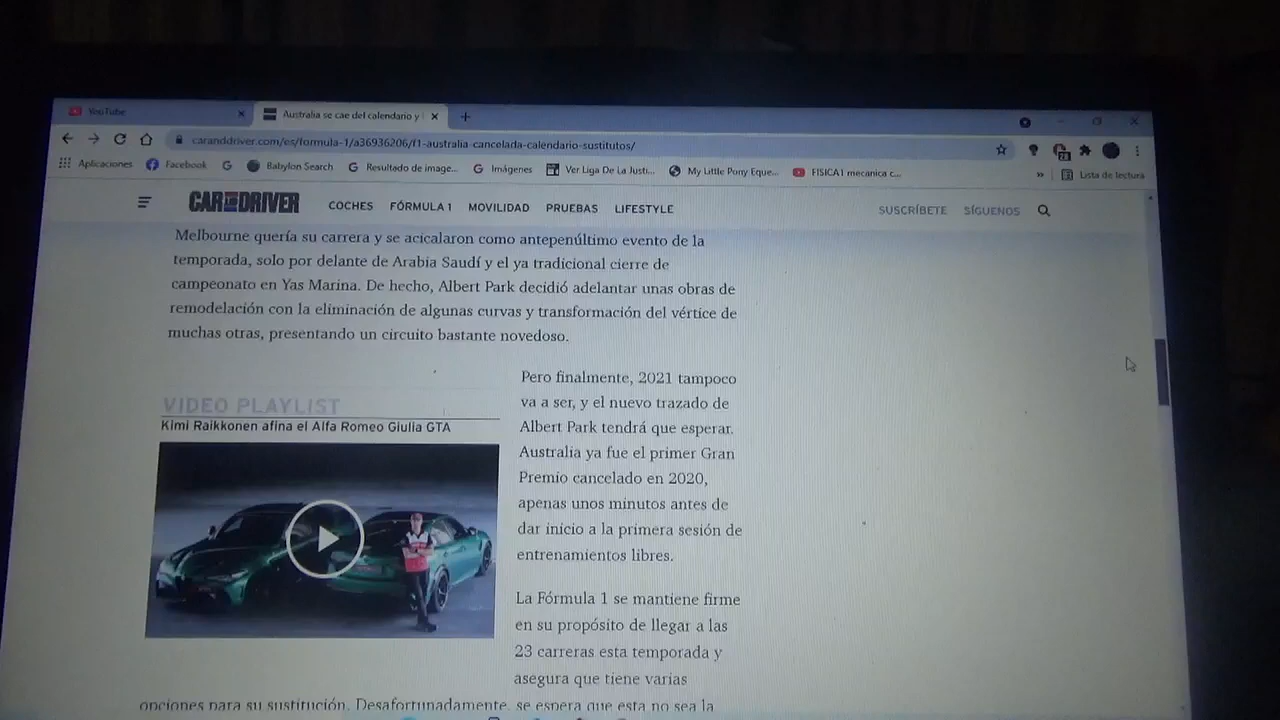 YouTube
Australia se cae del calendario y
caranddriver.com/es/formula-1/a36936206/f1-australia-cancelada-calendario-sustitutos/
Aplicaciones Facebook Babylon Search Resultado de image... Imágenes Ver Liga De La Justi... My Little Pony Eque... FISICA1 mecanica c... » Lista de lectura
CAR AND DRIVER COCHES FÓRMULA 1 MOVILIDAD PRUEBAS LIFESTYLE SUSCRÍBETE SÍGUENOS
Melbourne quería su carrera y se acicalaron como antepenúltimo evento de la
temporada, solo por delante de Arabia Saudí y el ya tradicional cierre de
campeonato en Yas Marina. De hecho, Albert Park decidió adelantar unas obras de
remodelación con la eliminación de algunas curvas y transformación del vértice de
muchas otras, presentando un circuito bastante novedoso.
VIDEO PLAYLIST
Kimi Raikkonen afina el Alfa Romeo Giulia GTA
Pero finalmente, 2021 tampoco
va a ser, y el nuevo trazado de
Albert Park tendrá que esperar.
Australia ya fue el primer Gran
Premio cancelado en 2020,
apenas unos minutos antes de
dar inicio a la primera sesión de
entrenamientos libres.
La Fórmula 1 se mantiene firme
en su propósito de llegar a las
23 carreras esta temporada y
asegura que tiene varias
opciones para su sustitución. Desafortunadamente, se espera que esta no sea la